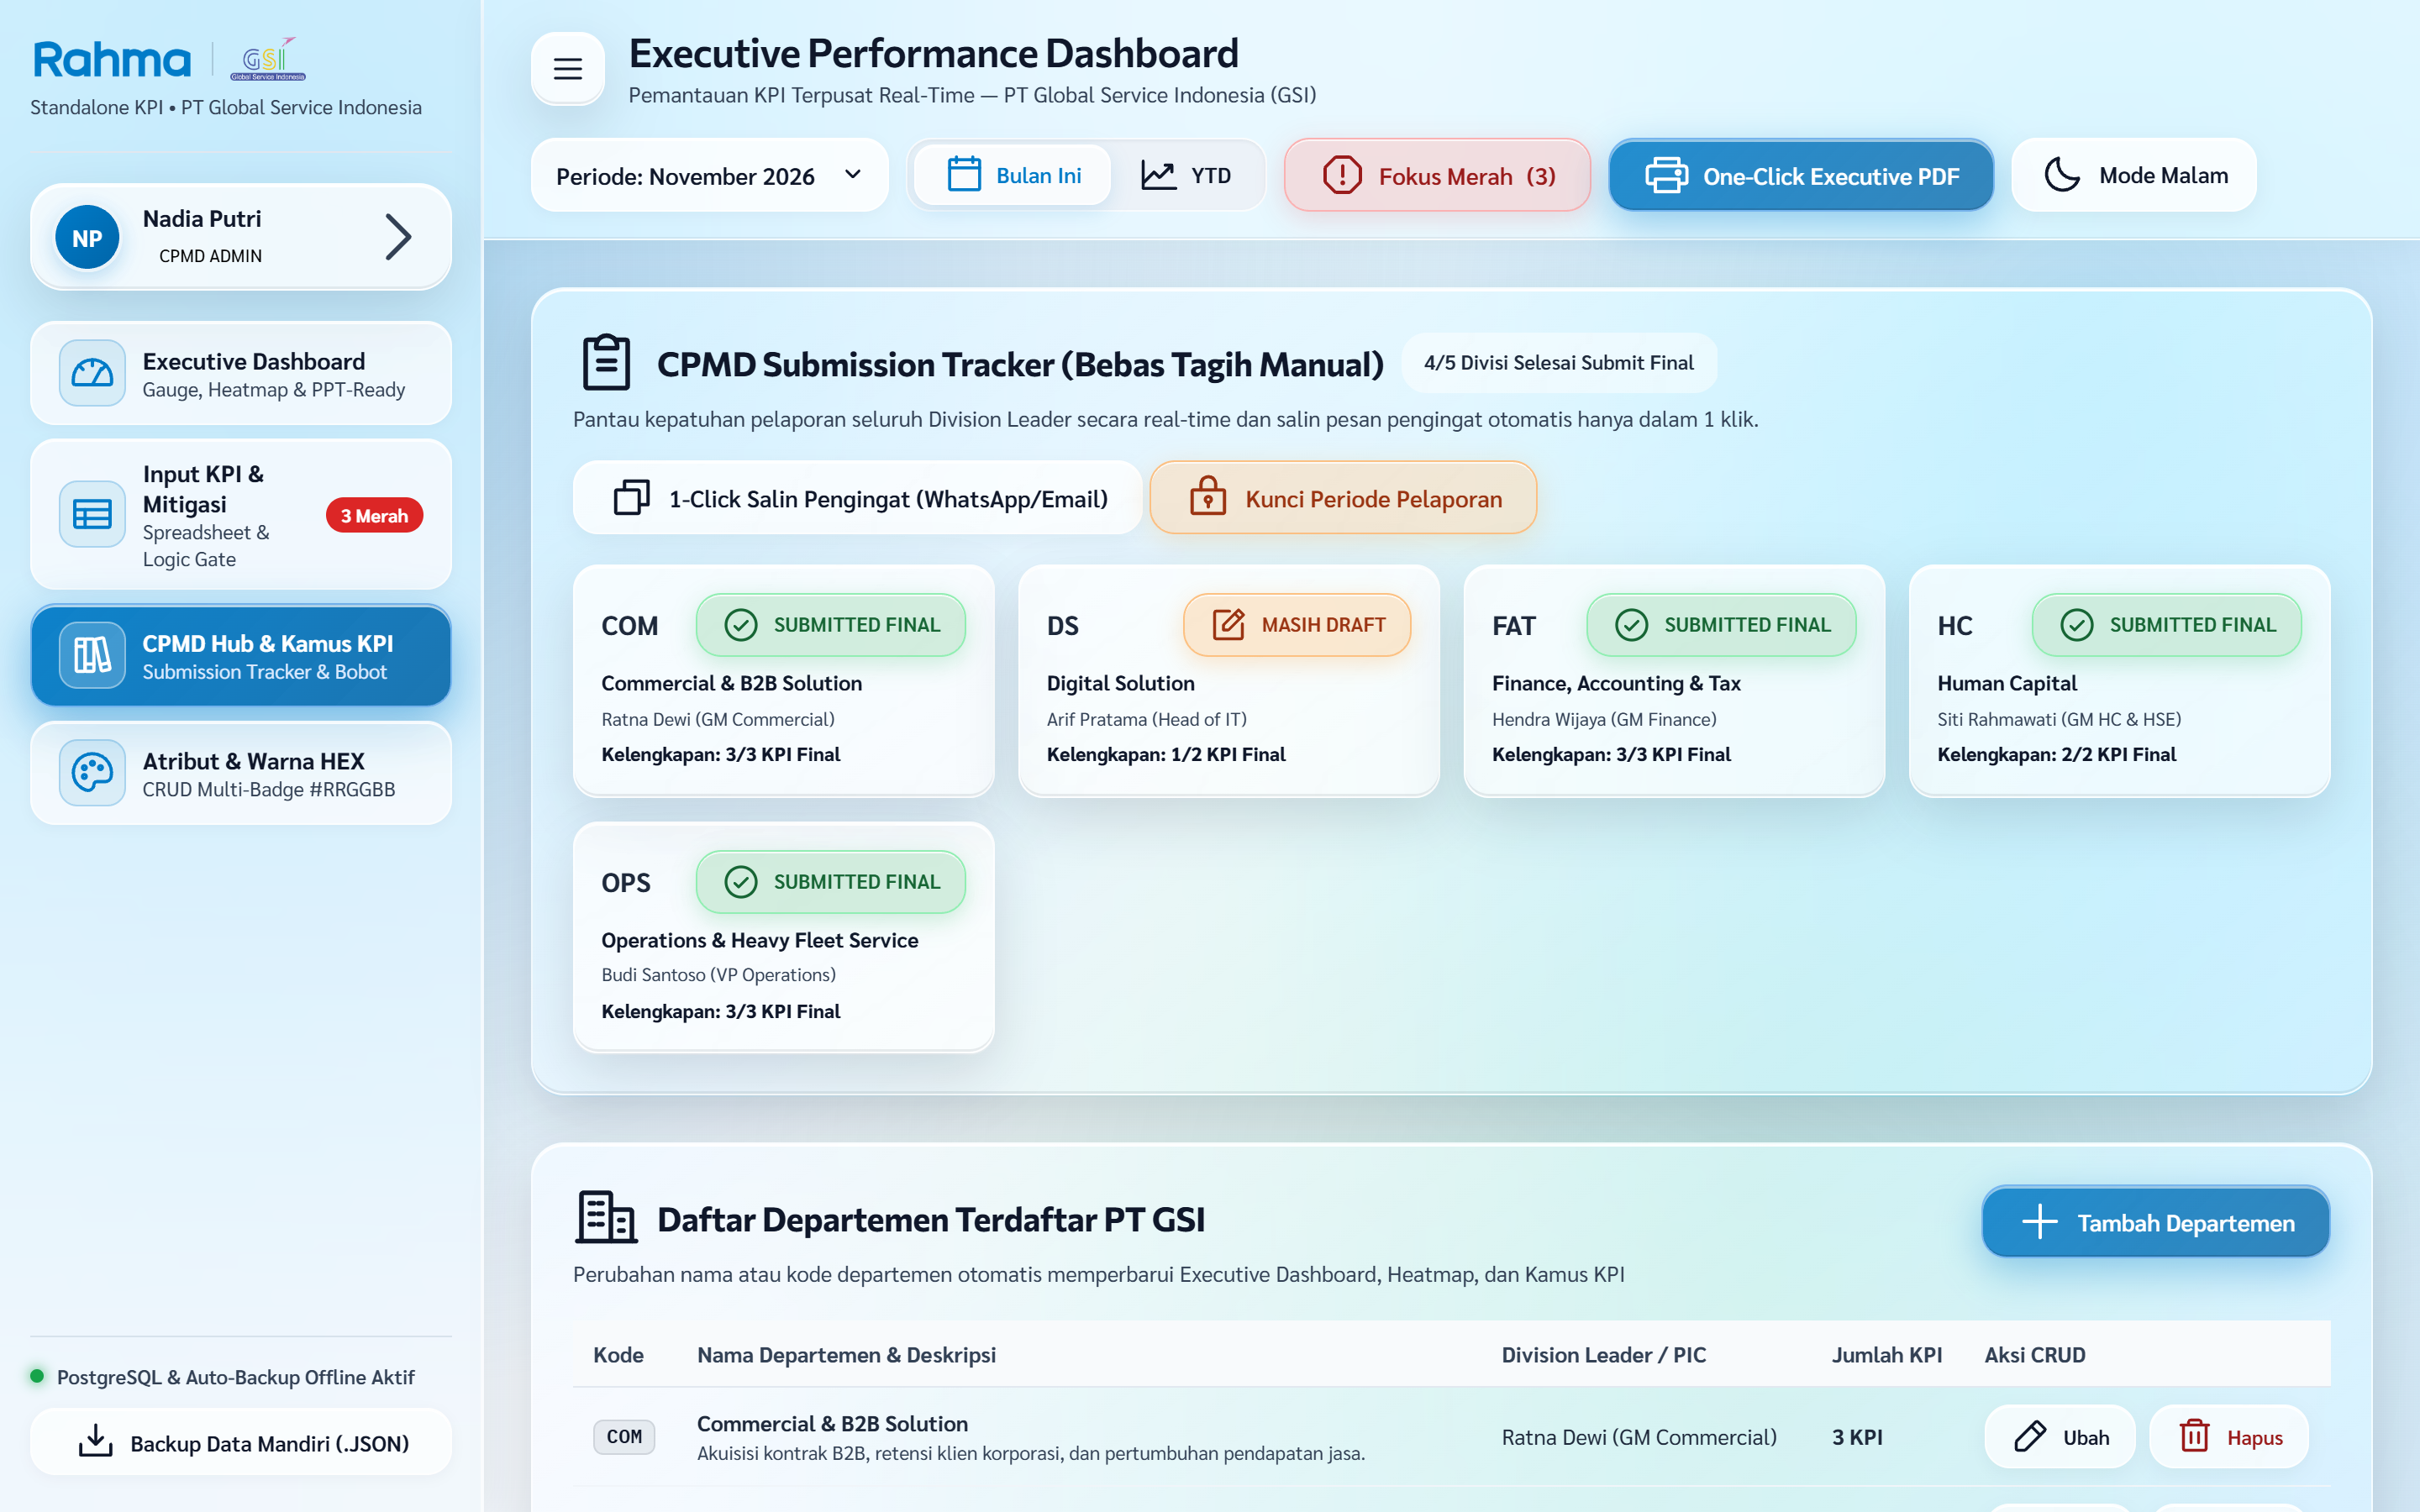 Rahma
GSI
Global Service Indonesia
Standalone KPI • PT Global Service Indonesia
NP
Nadia Putri
CPMD ADMIN
Executive Dashboard
Gauge, Heatmap & PPT-Ready
Input KPI &
Mitigasi
Spreadsheet &
Logic Gate
3 Merah
CPMD Hub & Kamus KPI
Submission Tracker & Bobot
Atribut & Warna HEX
CRUD Multi-Badge #RRGGBB
PostgreSQL & Auto-Backup Offline Aktif
Backup Data Mandiri (.JSON)
Executive Performance Dashboard
Pemantauan KPI Terpusat Real-Time — PT Global Service Indonesia (GSI)
Periode: November 2026
Bulan Ini
YTD
Fokus Merah (3)
One-Click Executive PDF
Mode Malam
CPMD Submission Tracker (Bebas Tagih Manual)
4/5 Divisi Selesai Submit Final
Pantau kepatuhan pelaporan seluruh Division Leader secara real-time dan salin pesan pengingat otomatis hanya dalam 1 klik.
1-Click Salin Pengingat (WhatsApp/Email)
Kunci Periode Pelaporan
COM
SUBMITTED FINAL
Commercial & B2B Solution
Ratna Dewi (GM Commercial)
Kelengkapan: 3/3 KPI Final
DS
MASIH DRAFT
Digital Solution
Arif Pratama (Head of IT)
Kelengkapan: 1/2 KPI Final
FAT
SUBMITTED FINAL
Finance, Accounting & Tax
Hendra Wijaya (GM Finance)
Kelengkapan: 3/3 KPI Final
HC
SUBMITTED FINAL
Human Capital
Siti Rahmawati (GM HC & HSE)
Kelengkapan: 2/2 KPI Final
OPS
SUBMITTED FINAL
Operations & Heavy Fleet Service
Budi Santoso (VP Operations)
Kelengkapan: 3/3 KPI Final
Daftar Departemen Terdaftar PT GSI
Tambah Departemen
Perubahan nama atau kode departemen otomatis memperbarui Executive Dashboard, Heatmap, dan Kamus KPI
Kode
Nama Departemen & Deskripsi
Division Leader / PIC
Jumlah KPI
Aksi CRUD
COM
Commercial & B2B Solution
Akuisisi kontrak B2B, retensi klien korporasi, dan pertumbuhan pendapatan jasa.
Ratna Dewi (GM Commercial)
3 KPI
Ubah
Hapus